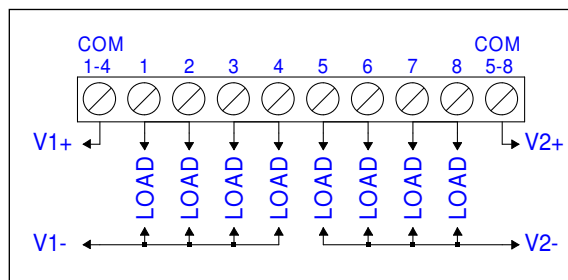 COM COM
1-4 1 2 3 4 5 6 7 8 5-8
V1+ V2+
LOAD LOAD LOAD LOAD LOAD LOAD LOAD LOAD
V1- V2-